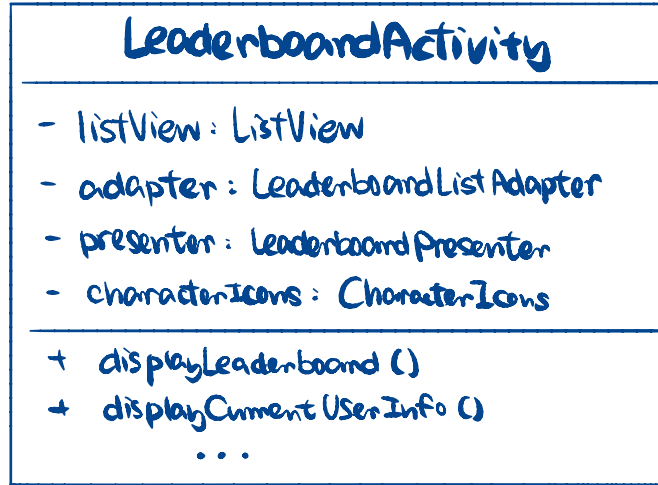 LeaderboardActivity
- listView : ListView
- adapter : LeaderboardListAdapter
- presenter : LeaderboardPresenter
- characterIcons : CharacterIcons
+ displayLeaderboard ()
+ displayCurrentUserInfo ()
...